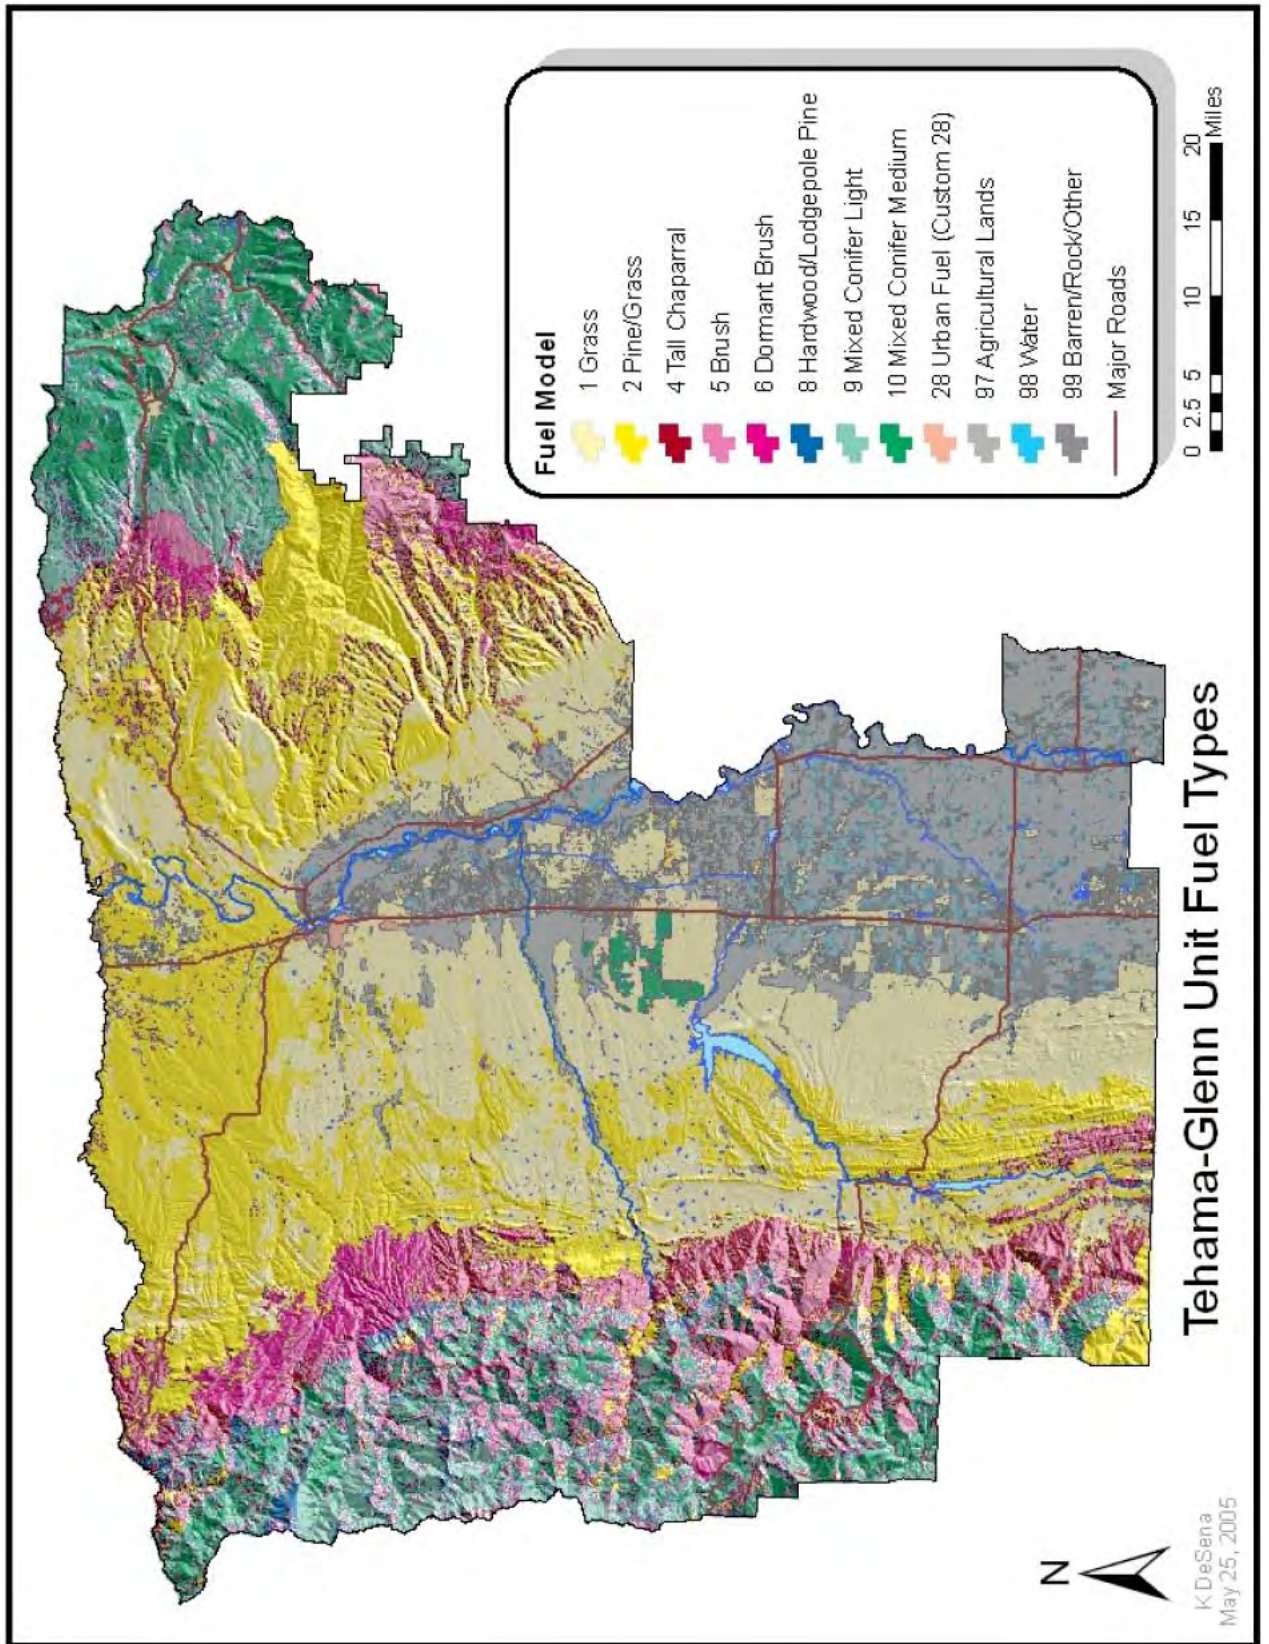 Fuel Model
1 Grass
2 Pine/Grass
4 Tall Chaparral
5 Brush
6 Dormant Brush
8 Hardwood/Lodgepole Pine
9 Mixed Conifer Light
10 Mixed Conifer Medium
28 Urban Fuel (Custom 28)
97 Agricultural Lands
98 Water
99 Barren/Rock/Other
Major Roads
0 2.5 5 10 15 20
Miles
N
K DeSena
May 25, 2005
Tehama-Glenn Unit Fuel Types